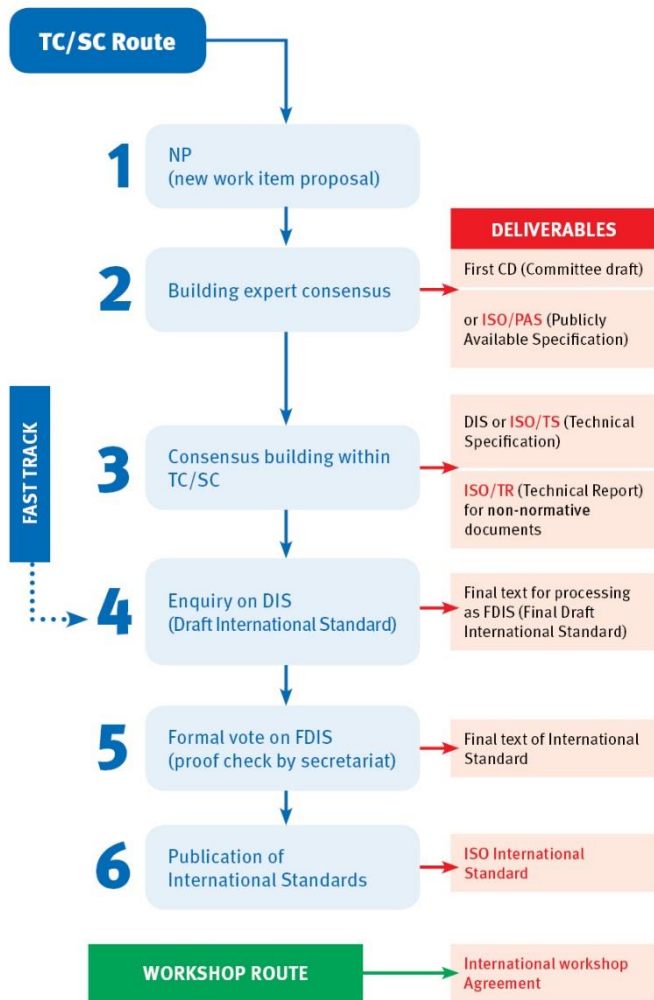 TC/SC Route
1
NP
(new work item proposal)
DELIVERABLES
2
Building expert consensus
First CD (Committee draft)
or ISO/PAS (Publicly
Available Specification)
FAST TRACK
3
Consensus building within
TC/SC
DIS or ISO/TS (Technical
Specification)
ISO/TR (Technical Report)
for non-normative
documents
4
Enquiry on DIS
(Draft International Standard)
Final text for processing
as FDIS (Final Draft
International Standard)
5
Formal vote on FDIS
(proof check by secretariat)
Final text of International
Standard
6
Publication of
International Standards
ISO International
Standard
WORKSHOP ROUTE
International workshop
Agreement